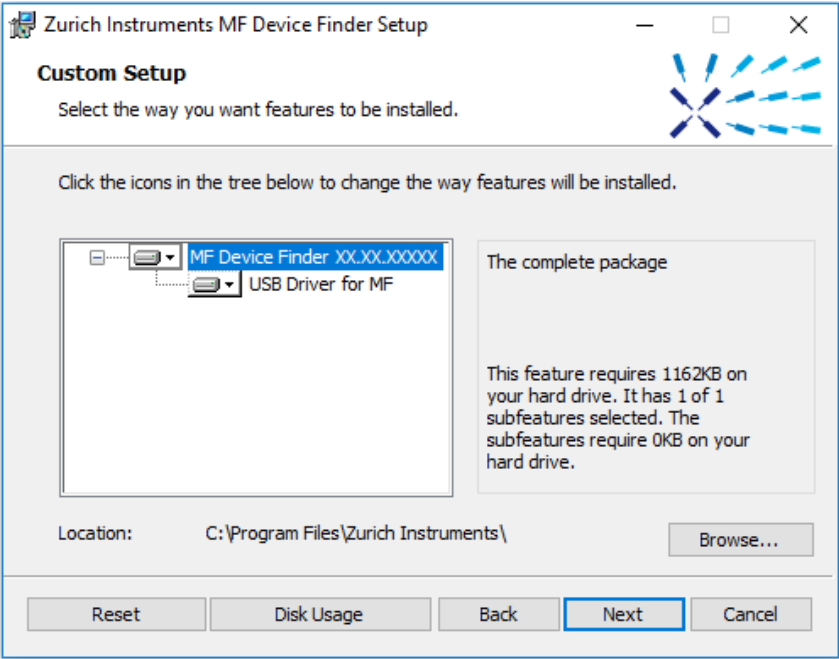 Zurich Instruments MF Device Finder Setup
Custom Setup
Select the way you want features to be installed.
Click the icons in the tree below to change the way features will be installed.
MF Device Finder XX.XX.XXXXX
USB Driver for MF
The complete package
This feature requires 1162KB on
your hard drive. It has 1 of 1
subfeatures selected. The
subfeatures require 0KB on your
hard drive.
Location: C:\Program Files\Zurich Instruments\
Browse...
Reset Disk Usage Back Next Cancel